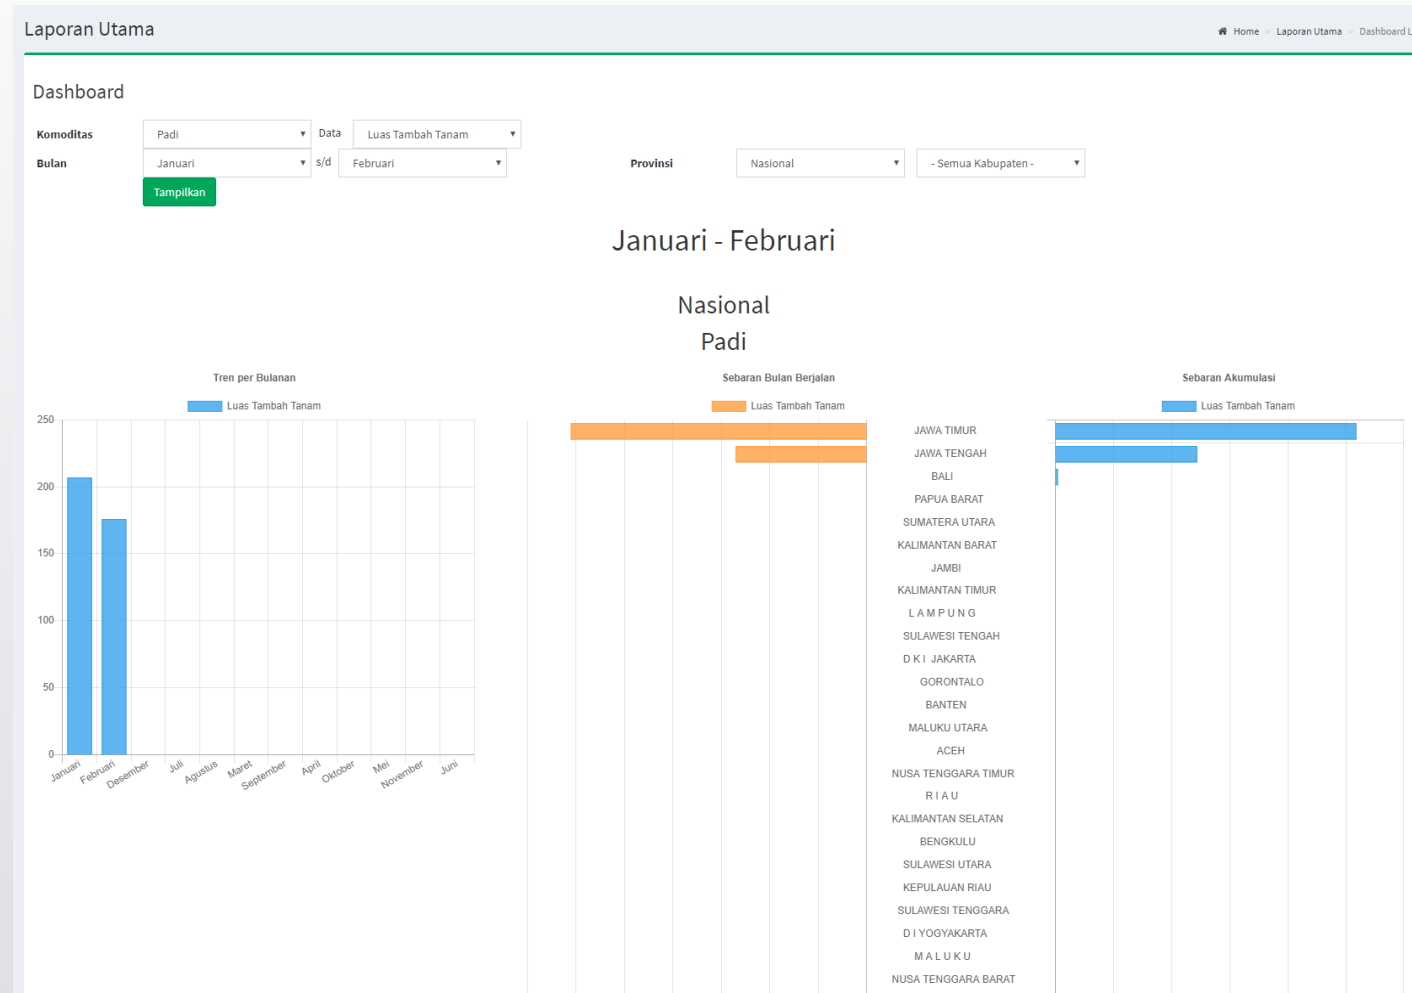 Laporan Utama
Home > Laporan Utama > Dashboard L
Dashboard
Komoditas Padi Data Luas Tambah Tanam
Bulan Januari s/d Februari Provinsi Nasional - Semua Kabupaten -
Tampilkan
Januari - Februari
Nasional
Padi
Tren per Bulanan
Luas Tambah Tanam
250
200
150
100
50
0
Januari Februari Desember Juli Agustus Maret September April Oktober Mei November Juni
Sebaran Bulan Berjalan
Luas Tambah Tanam
JAWA TIMUR
JAWA TENGAH
BALI
PAPUA BARAT
SUMATERA UTARA
KALIMANTAN BARAT
JAMBI
KALIMANTAN TIMUR
L A M P U N G
SULAWESI TENGAH
D K I JAKARTA
GORONTALO
BANTEN
MALUKU UTARA
ACEH
NUSA TENGGARA TIMUR
R I A U
KALIMANTAN SELATAN
BENGKULU
SULAWESI UTARA
KEPULAUAN RIAU
SULAWESI TENGGARA
D I YOGYAKARTA
M A L U K U
NUSA TENGGARA BARAT
Sebaran Akumulasi
Luas Tambah Tanam